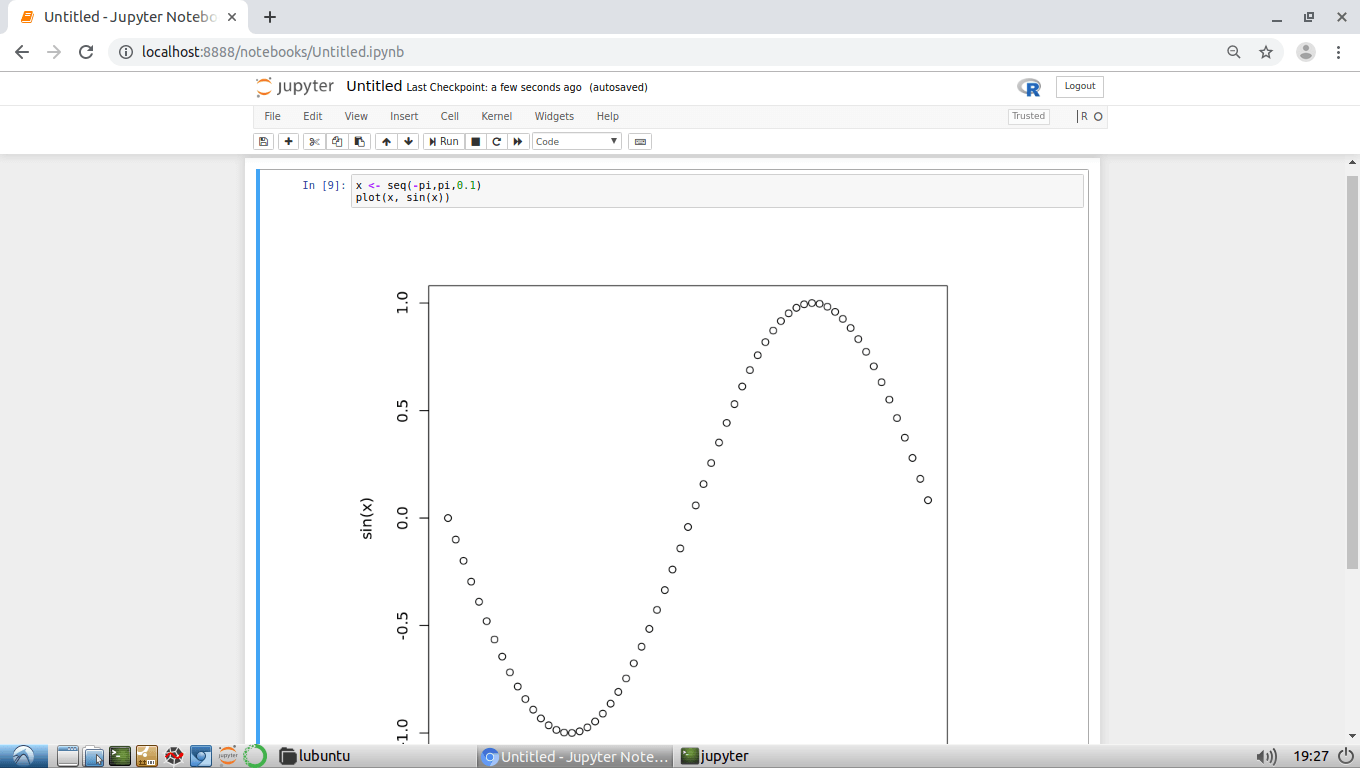 Untitled - Jupyter Notebo
localhost:8888/notebooks/Untitled.ipynb
jupyter Untitled Last Checkpoint: a few seconds ago (autosaved)
R
Logout
File Edit View Insert Cell Kernel Widgets Help
Trusted
R
Run
Code
In [9]: x <- seq(-pi,pi,0.1)
plot(x, sin(x))
1.0
0.5
0.0
-0.5
1.0
sin(x)
jupyter
lubuntu
Untitled - Jupyter Note...
jupyter
19:27